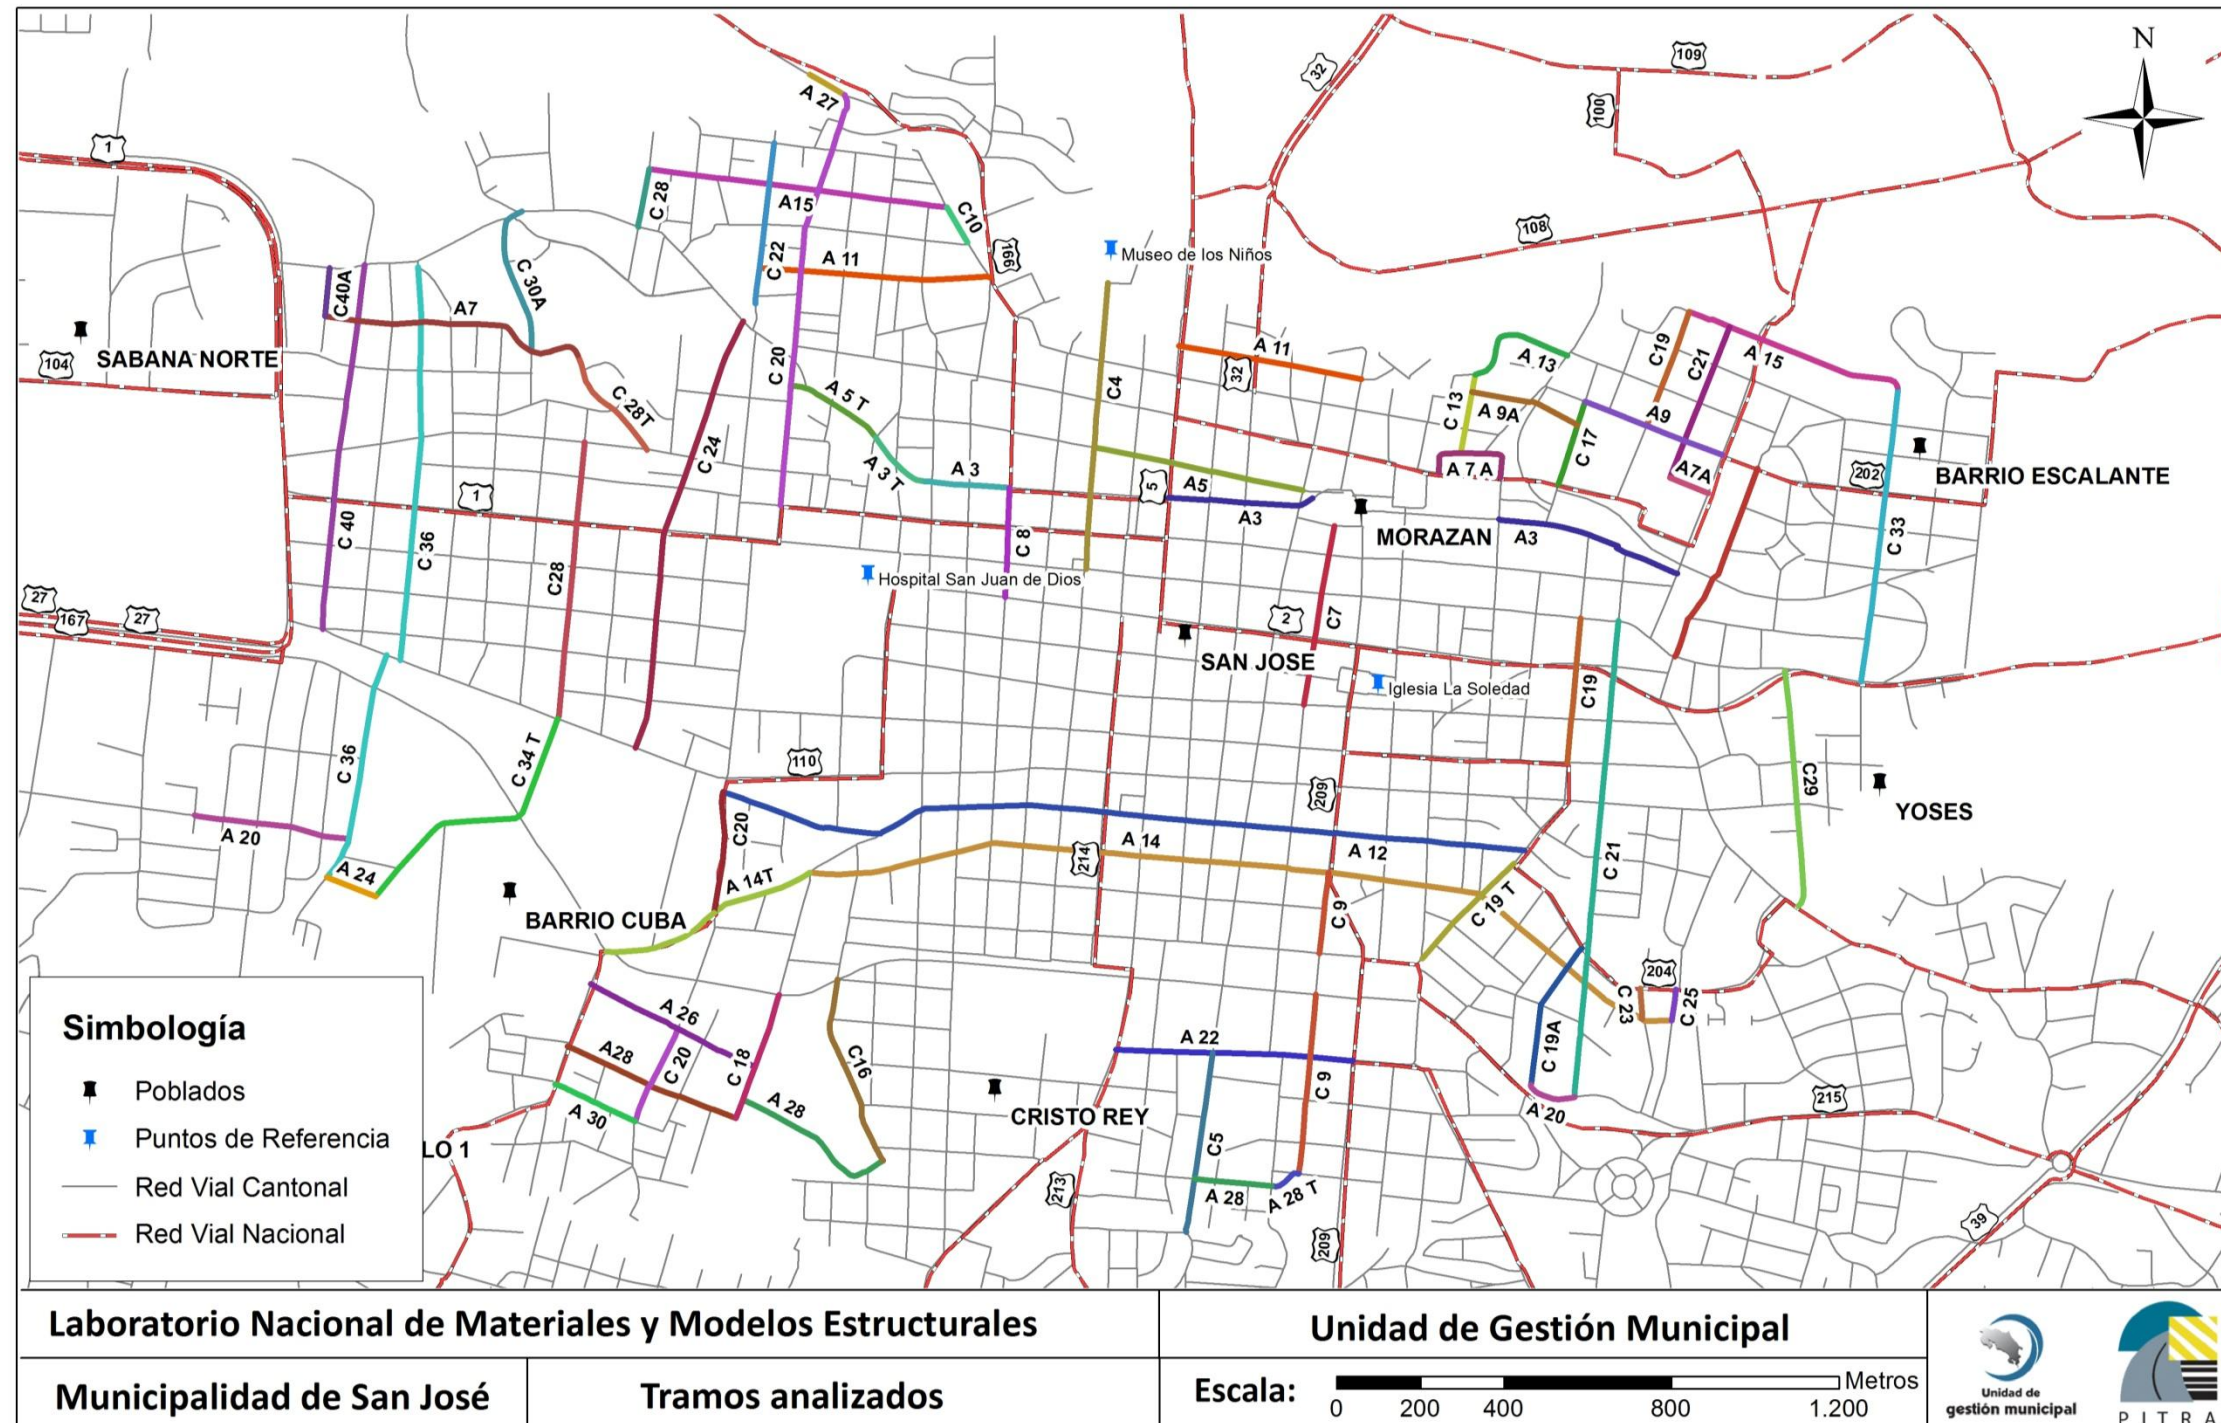 N
109
32
100
A 27
1
C 28
A15
C10
108
166
Museo de los Niños
C 22
A 11
C40A
C 30A
A7
SABANA NORTE
104
C 20
A 5 T
C 28T
C4
A 11
32
A 13
C19
C21
A 15
C 13
A 9A
A9
C 17
C 24
A 3 T
A 3
A 7 A
A7A
202
BARRIO ESCALANTE
1
5
A5
A3
MORAZAN
A3
C 40
C 36
C28
C 8
C 33
Hospital San Juan de Dios
27
167
27
2
C7
SAN JOSE
Iglesia La Soledad
C19
C 36
C 34 T
110
209
C29
YOSES
A 20
C20
A 14
A 12
214
C 21
A 24
A 14T
BARRIO CUBA
C 9
C 19 T
204
C 23
C 25
A 26
A28
C 20
C 18
C16
A 22
C 19A
A 30
A 28
CRISTO REY
C 9
A 20
215
LO 1
C5
213
A 28
A 28 T
209
39
Simbología
Poblados
Puntos de Referencia
Red Vial Cantonal
Red Vial Nacional
Laboratorio Nacional de Materiales y Modelos Estructurales
Unidad de Gestión Municipal
Municipalidad de San José
Tramos analizados
Escala:
Metros
0 200 400 800 1.200
Unidad de
gestión municipal
PITRA